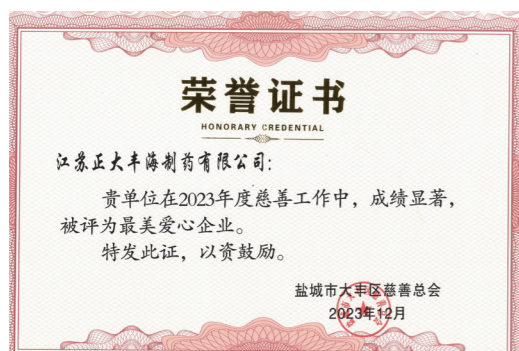 荣誉证书
HONORARY CREDENTIAL
江苏正大丰海制药有限公司:
贵单位在2023年度慈善工作中，成绩显著，
被评为最美爱心企业。
特发此证，以资鼓励。
盐城市大丰区慈善总会
2023年12月